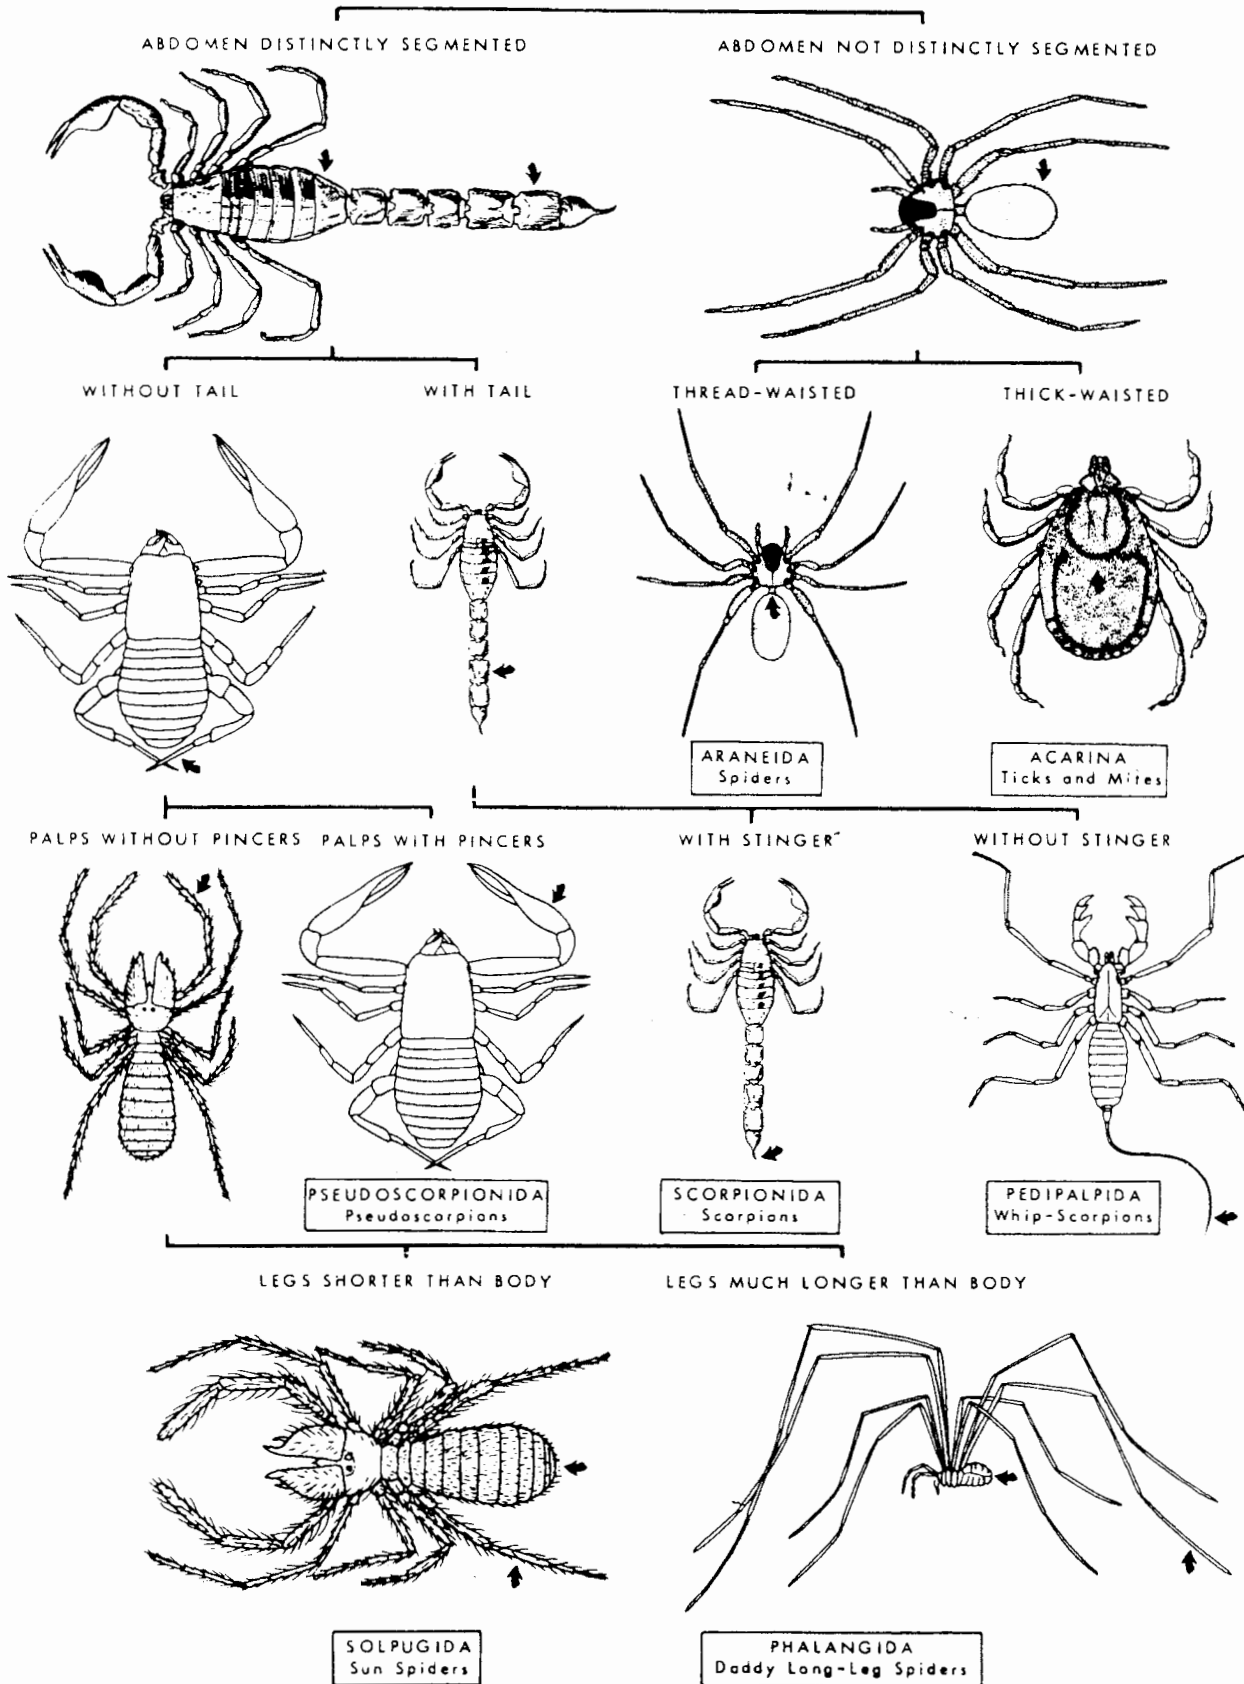 ABDOMEN DISTINCTLY SEGMENTED
ABDOMEN NOT DISTINCTLY SEGMENTED
WITHOUT TAIL
WITH TAIL
THREAD-WAISTED
THICK-WAISTED
ARANEIDA
Spiders
ACARINA
Ticks and Mites
PALPS WITHOUT PINCERS
PALPS WITH PINCERS
WITH STINGER
WITHOUT STINGER
PSEUDOSCORPIONIDA
Pseudoscorpions
SCORPIONIDA
Scorpions
PEDIPALPIDA
Whip-Scorpions
LEGS SHORTER THAN BODY
LEGS MUCH LONGER THAN BODY
SOLPUGIDA
Sun Spiders
PHALANGIDA
Daddy Long-Leg Spiders